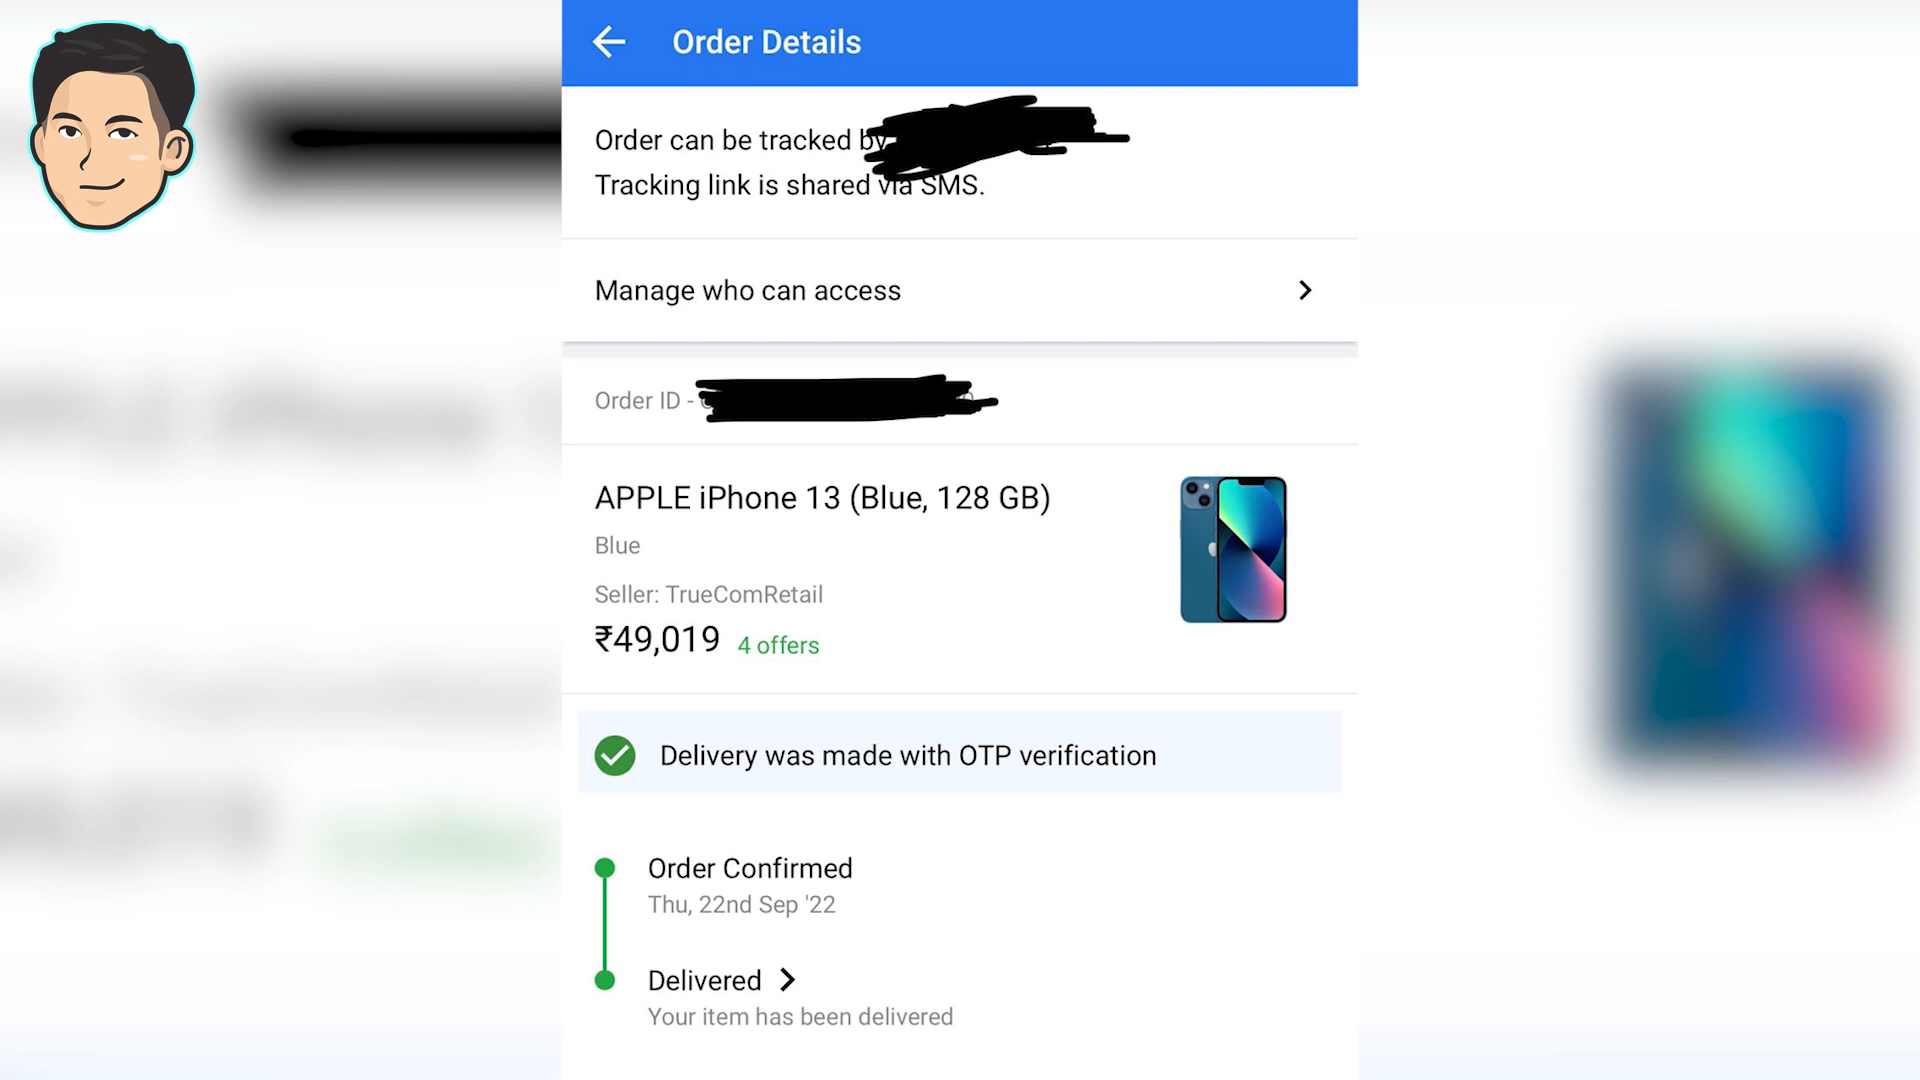 Order Details
Order can be tracked by
Tracking link is shared via SMS.
Manage who can access
Order ID -
APPLE iPhone 13 (Blue, 128 GB)
Blue
Seller: TrueComRetail
₹49,019 4 offers
Delivery was made with OTP verification
Order Confirmed
Thu, 22nd Sep '22
Delivered
Your item has been delivered